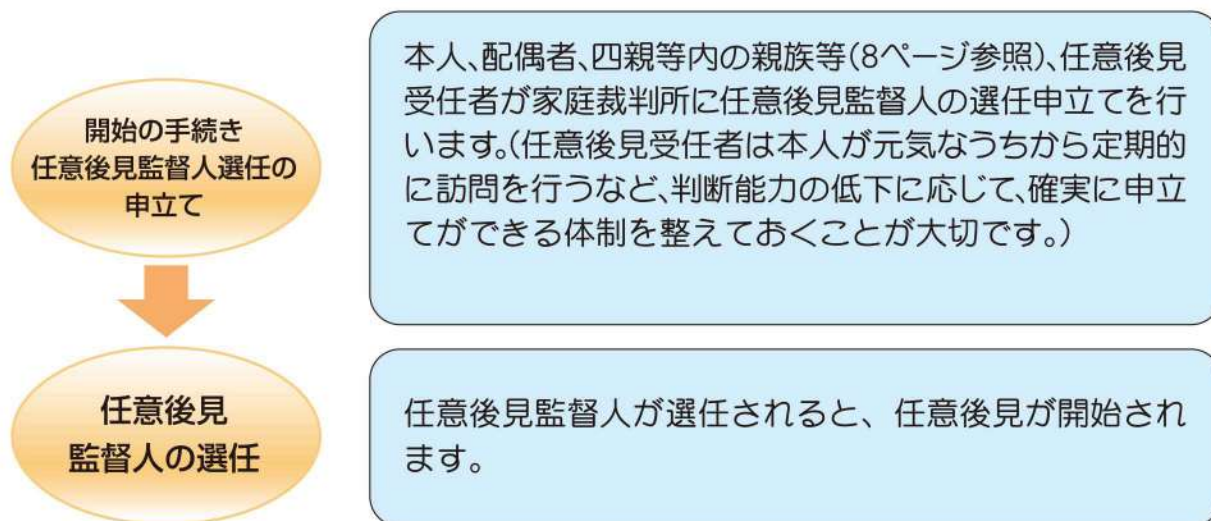 開始の手続き
任意後見監督人選任の
申立て
本人、配偶者、四親等内の親族等(8ページ参照)、任意後見
受任者が家庭裁判所に任意後見監督人の選任申立てを行
います。(任意後見受任者は本人が元気なうちから定期的
に訪問を行うなど、判断能力の低下に応じて、確実に申立
てができる体制を整えておくことが大切です。)
任意後見
監督人の選任
任意後見監督人が選任されると、任意後見が開始され
ます。